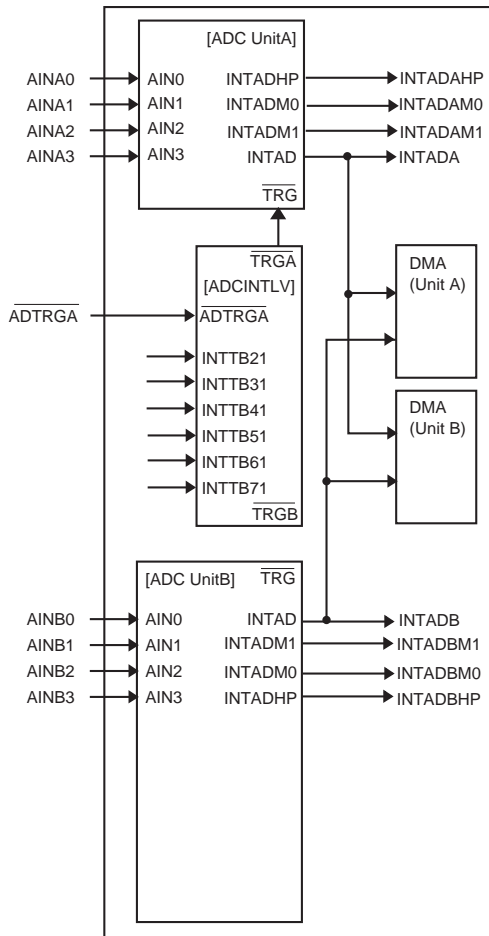 [ADC UnitA]
AINA0 AIN0 INTADHP INTADAHP
AINA1 AIN1 INTADM0 INTADAM0
AINA2 AIN2 INTADM1 INTADAM1
AINA3 AIN3 INTAD INTADA
TRG
TRGA
[ADCINTLV]
DMA
(Unit A)
ADTRGA ADTRGA
INTTB21
INTTB31
INTTB41
INTTB51
INTTB61
INTTB71
TRGB
DMA
(Unit B)
[ADC UnitB] TRG
AINB0 AIN0 INTAD INTADB
AINB1 AIN1 INTADM1 INTADBM1
AINB2 AIN2 INTADM0 INTADBM0
AINB3 AIN3 INTADHP INTADBHP